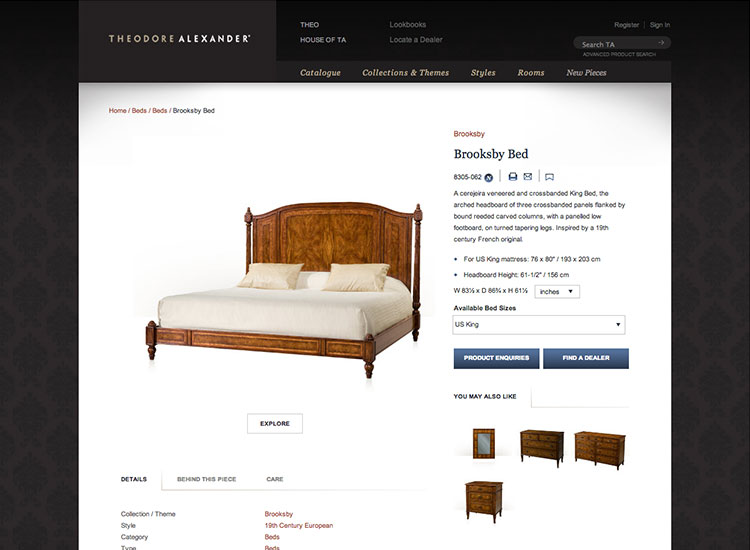 THEODORE ALEXANDER
THEO
HOUSE OF TA
Lookbooks
Locate a Dealer
Register
Sign In
Search TA
ADVANCED PRODUCT SEARCH
Catalogue
Collections & Themes
Styles
Rooms
New Pieces
Home / Beds / Beds / Brooksby Bed
Brooksby
Brooksby Bed
8305-062
A cerejeira veneered and crossbanded King Bed, the
arched headboard of three crossbanded panels flanked by
bound reeded carved columns, with a panelled low
footboard, on turned tapering legs. Inspired by a 19th
century French original.
For US King mattress: 76 x 80" / 193 x 203 cm
Headboard Height: 61-1/2" / 156 cm
W 83½ x D 86¾ x H 61½
inches
Available Bed Sizes
US King
PRODUCT ENQUIRIES
FIND A DEALER
YOU MAY ALSO LIKE
EXPLORE
DETAILS
BEHIND THIS PIECE
CARE
Collection / Theme Brooksby
Style 19th Century European
Category Beds
Type Beds